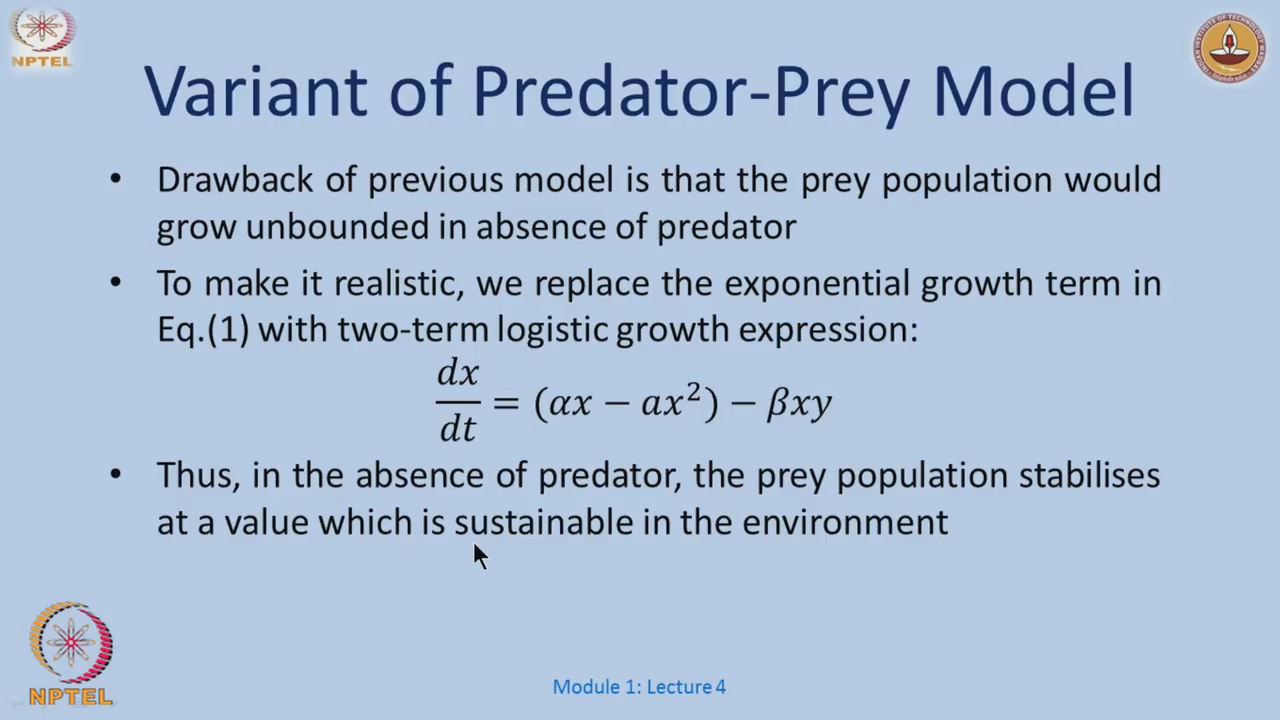 NPTEL
Variant of Predator-Prey Model
• Drawback of previous model is that the prey population would
grow unbounded in absence of predator
• To make it realistic, we replace the exponential growth term in
Eq.(1) with two-term logistic growth expression:
dx/dt = (αx − ax²) − βxy
• Thus, in the absence of predator, the prey population stabilises
at a value which is sustainable in the environment
NPTEL
Module 1: Lecture 4